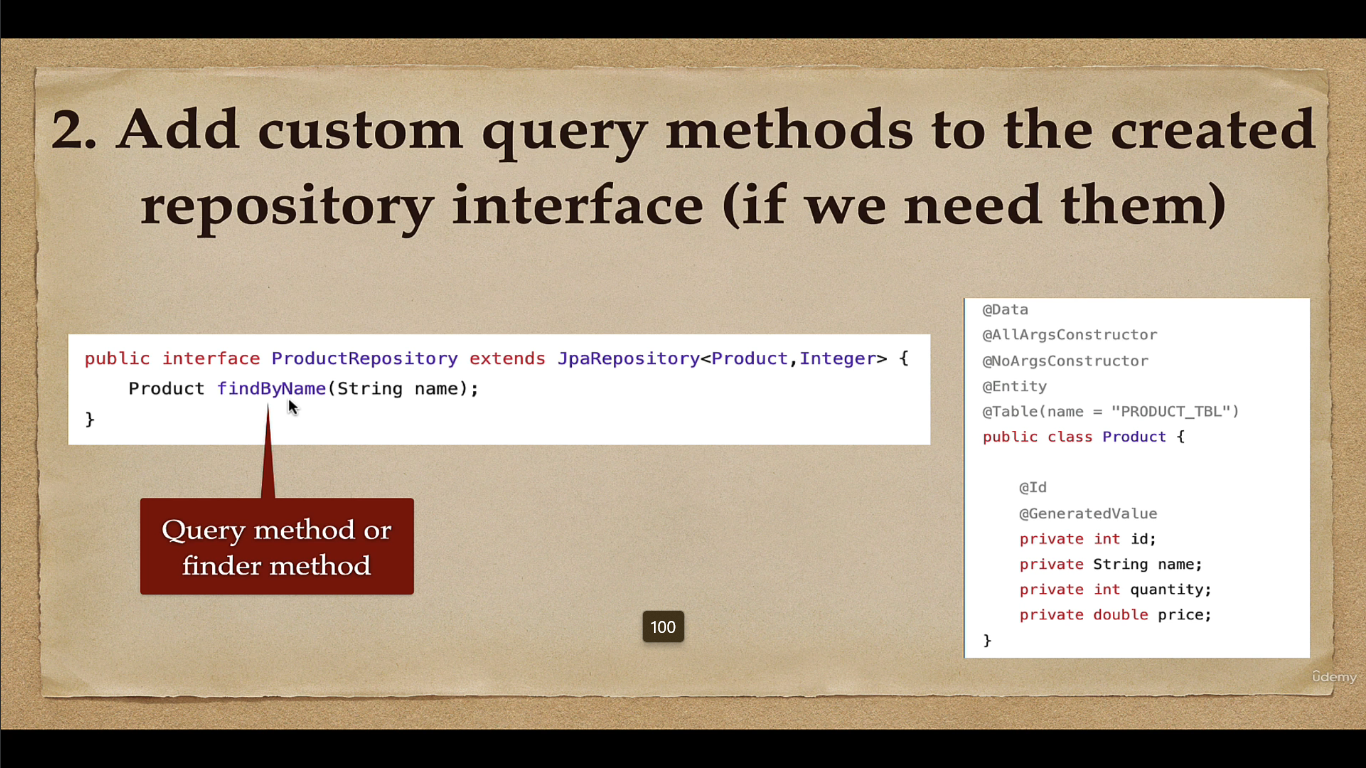 2. Add custom query methods to the created
repository interface (if we need them)
public interface ProductRepository extends JpaRepository<Product,Integer> {
Product findByName(String name);
}
Query method or
finder method
@Data
@AllArgsConstructor
@NoArgsConstructor
@Entity
@Table(name = "PRODUCT_TBL")
public class Product {
@Id
@GeneratedValue
private int id;
private String name;
private int quantity;
private double price;
}
100
ûdemy